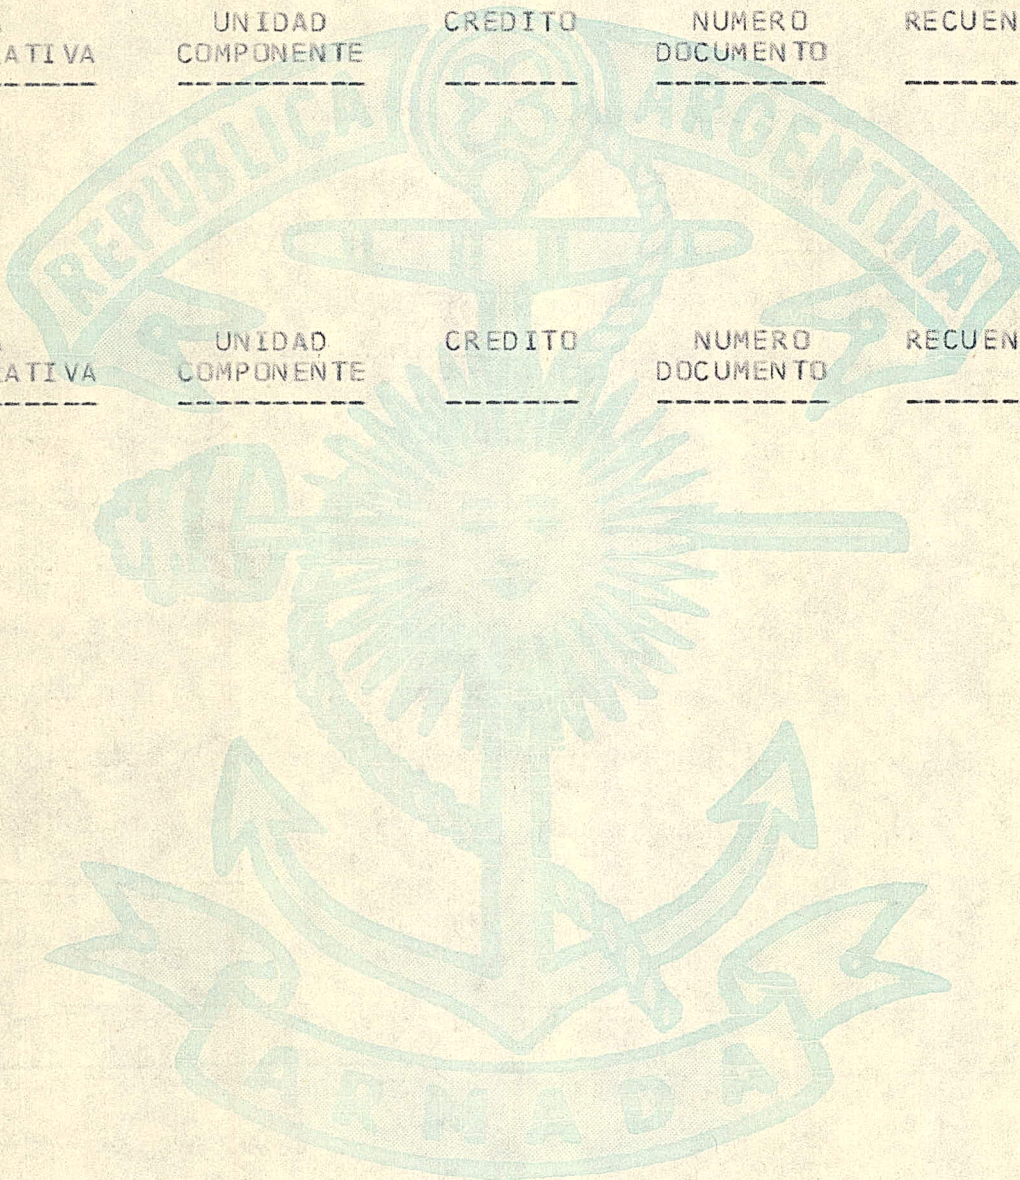 UNIDAD CREDITO NUMERO RECUEN
ATIVA COMPONENTE DOCUMENTO
REPUBLICA ARGENTINA
UNIDAD CREDITO NUMERO RECUEN
ATIVA COMPONENTE DOCUMENTO
ARMADA